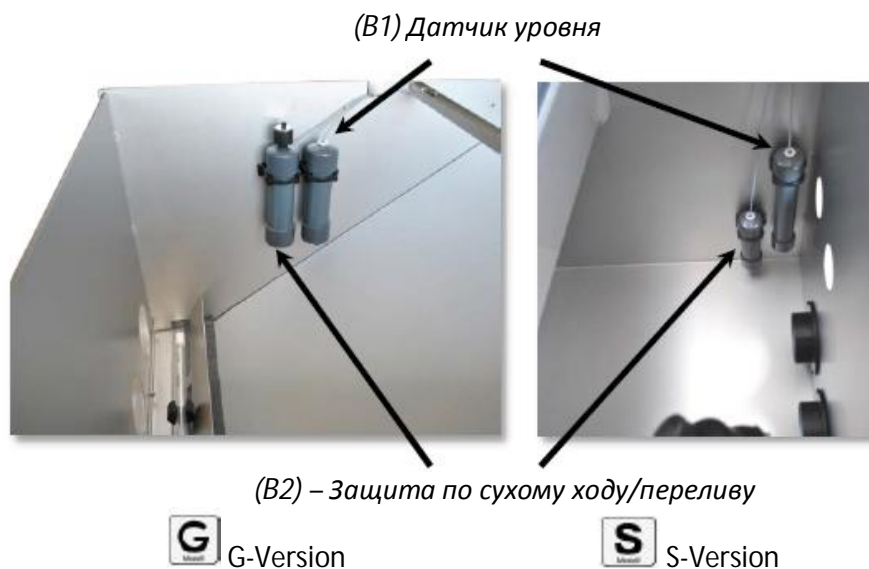 (B1) Датчик уровня
(B2) – Защита по сухому ходу/переливу
G G-Version
S S-Version